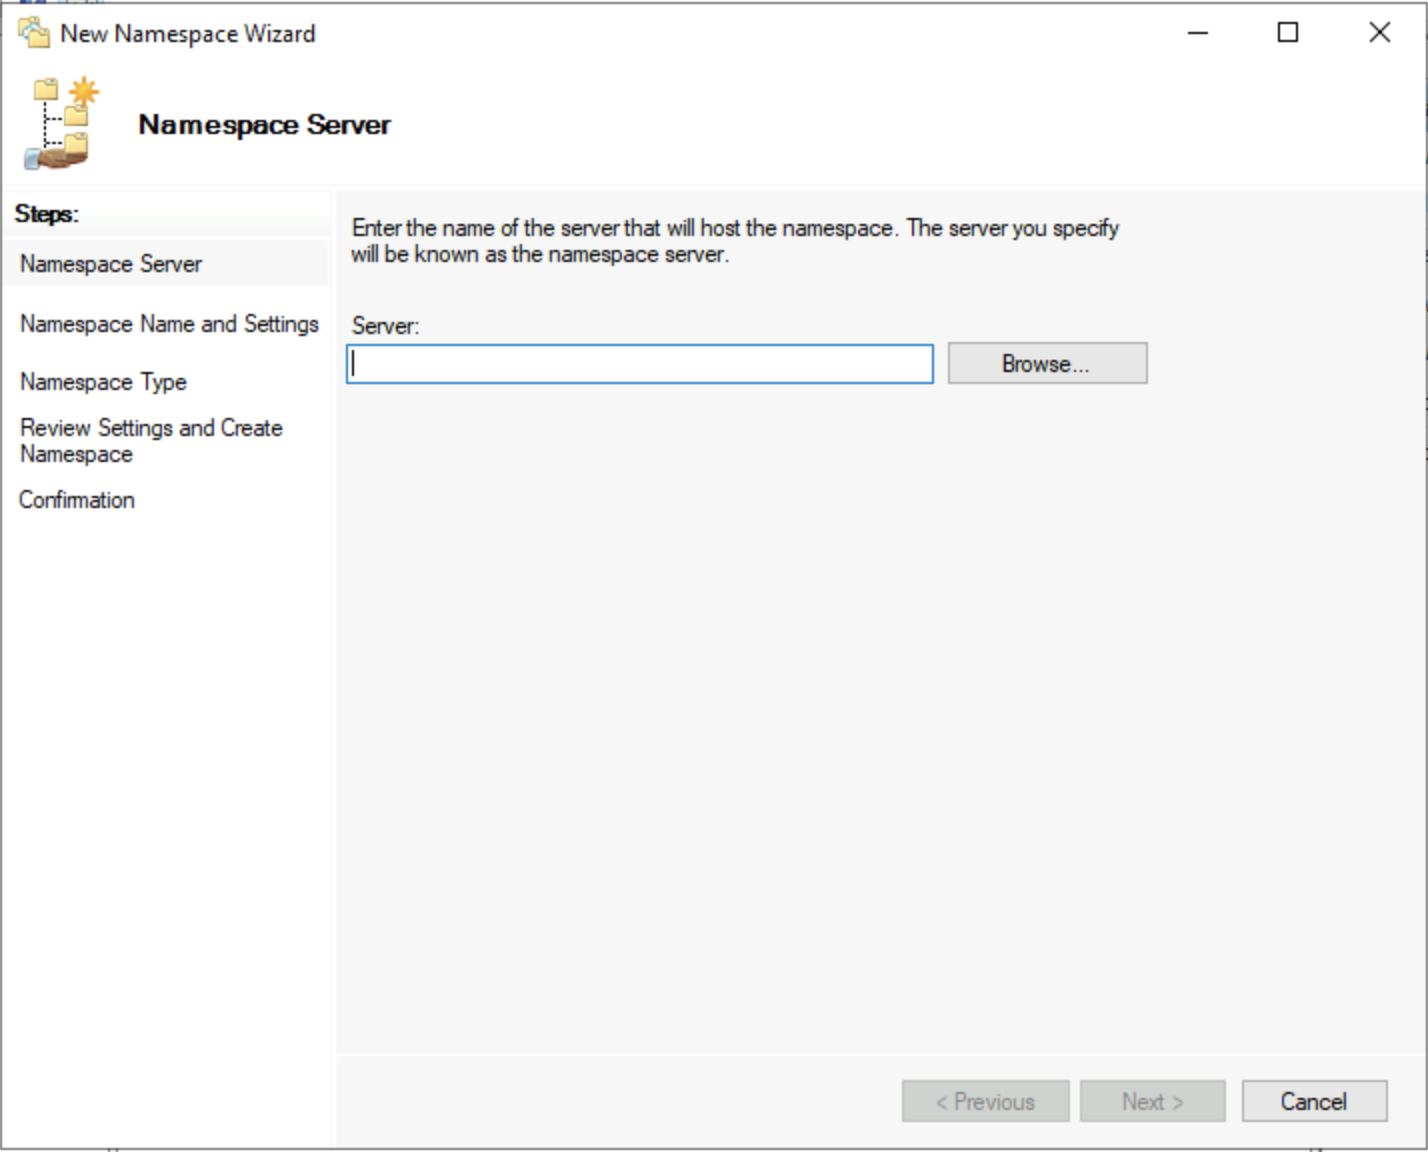 New Namespace Wizard
Namespace Server
Steps:
Namespace Server
Namespace Name and Settings
Namespace Type
Review Settings and Create
Namespace
Confirmation
Enter the name of the server that will host the namespace. The server you specify
will be known as the namespace server.
Server:
Browse...
< Previous
Next >
Cancel